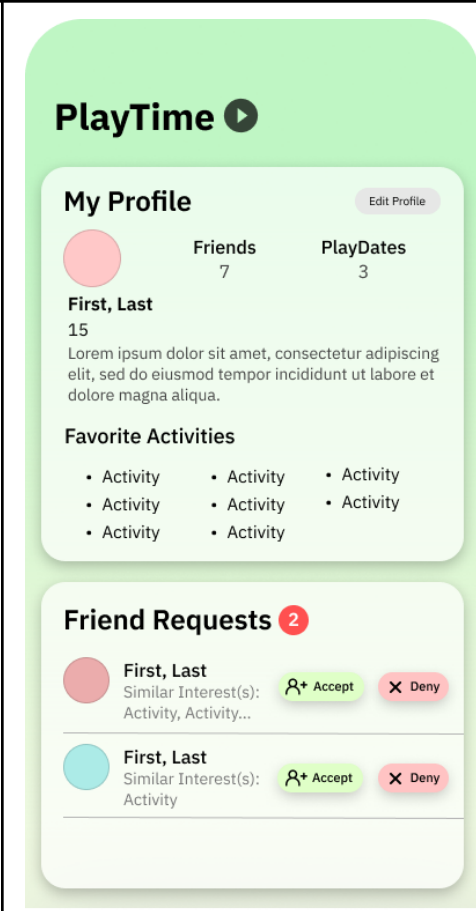 PlayTime
My Profile
Edit Profile
Friends
PlayDates
7
3
First, Last
15
Lorem ipsum dolor sit amet, consectetur adipiscing
elit, sed do eiusmod tempor incididunt ut labore et
dolore magna aliqua.
Favorite Activities
• Activity • Activity • Activity
• Activity • Activity • Activity
• Activity • Activity
Friend Requests 2
First, Last
Similar Interest(s):
Activity, Activity...
Accept
Deny
First, Last
Similar Interest(s):
Activity
Accept
Deny